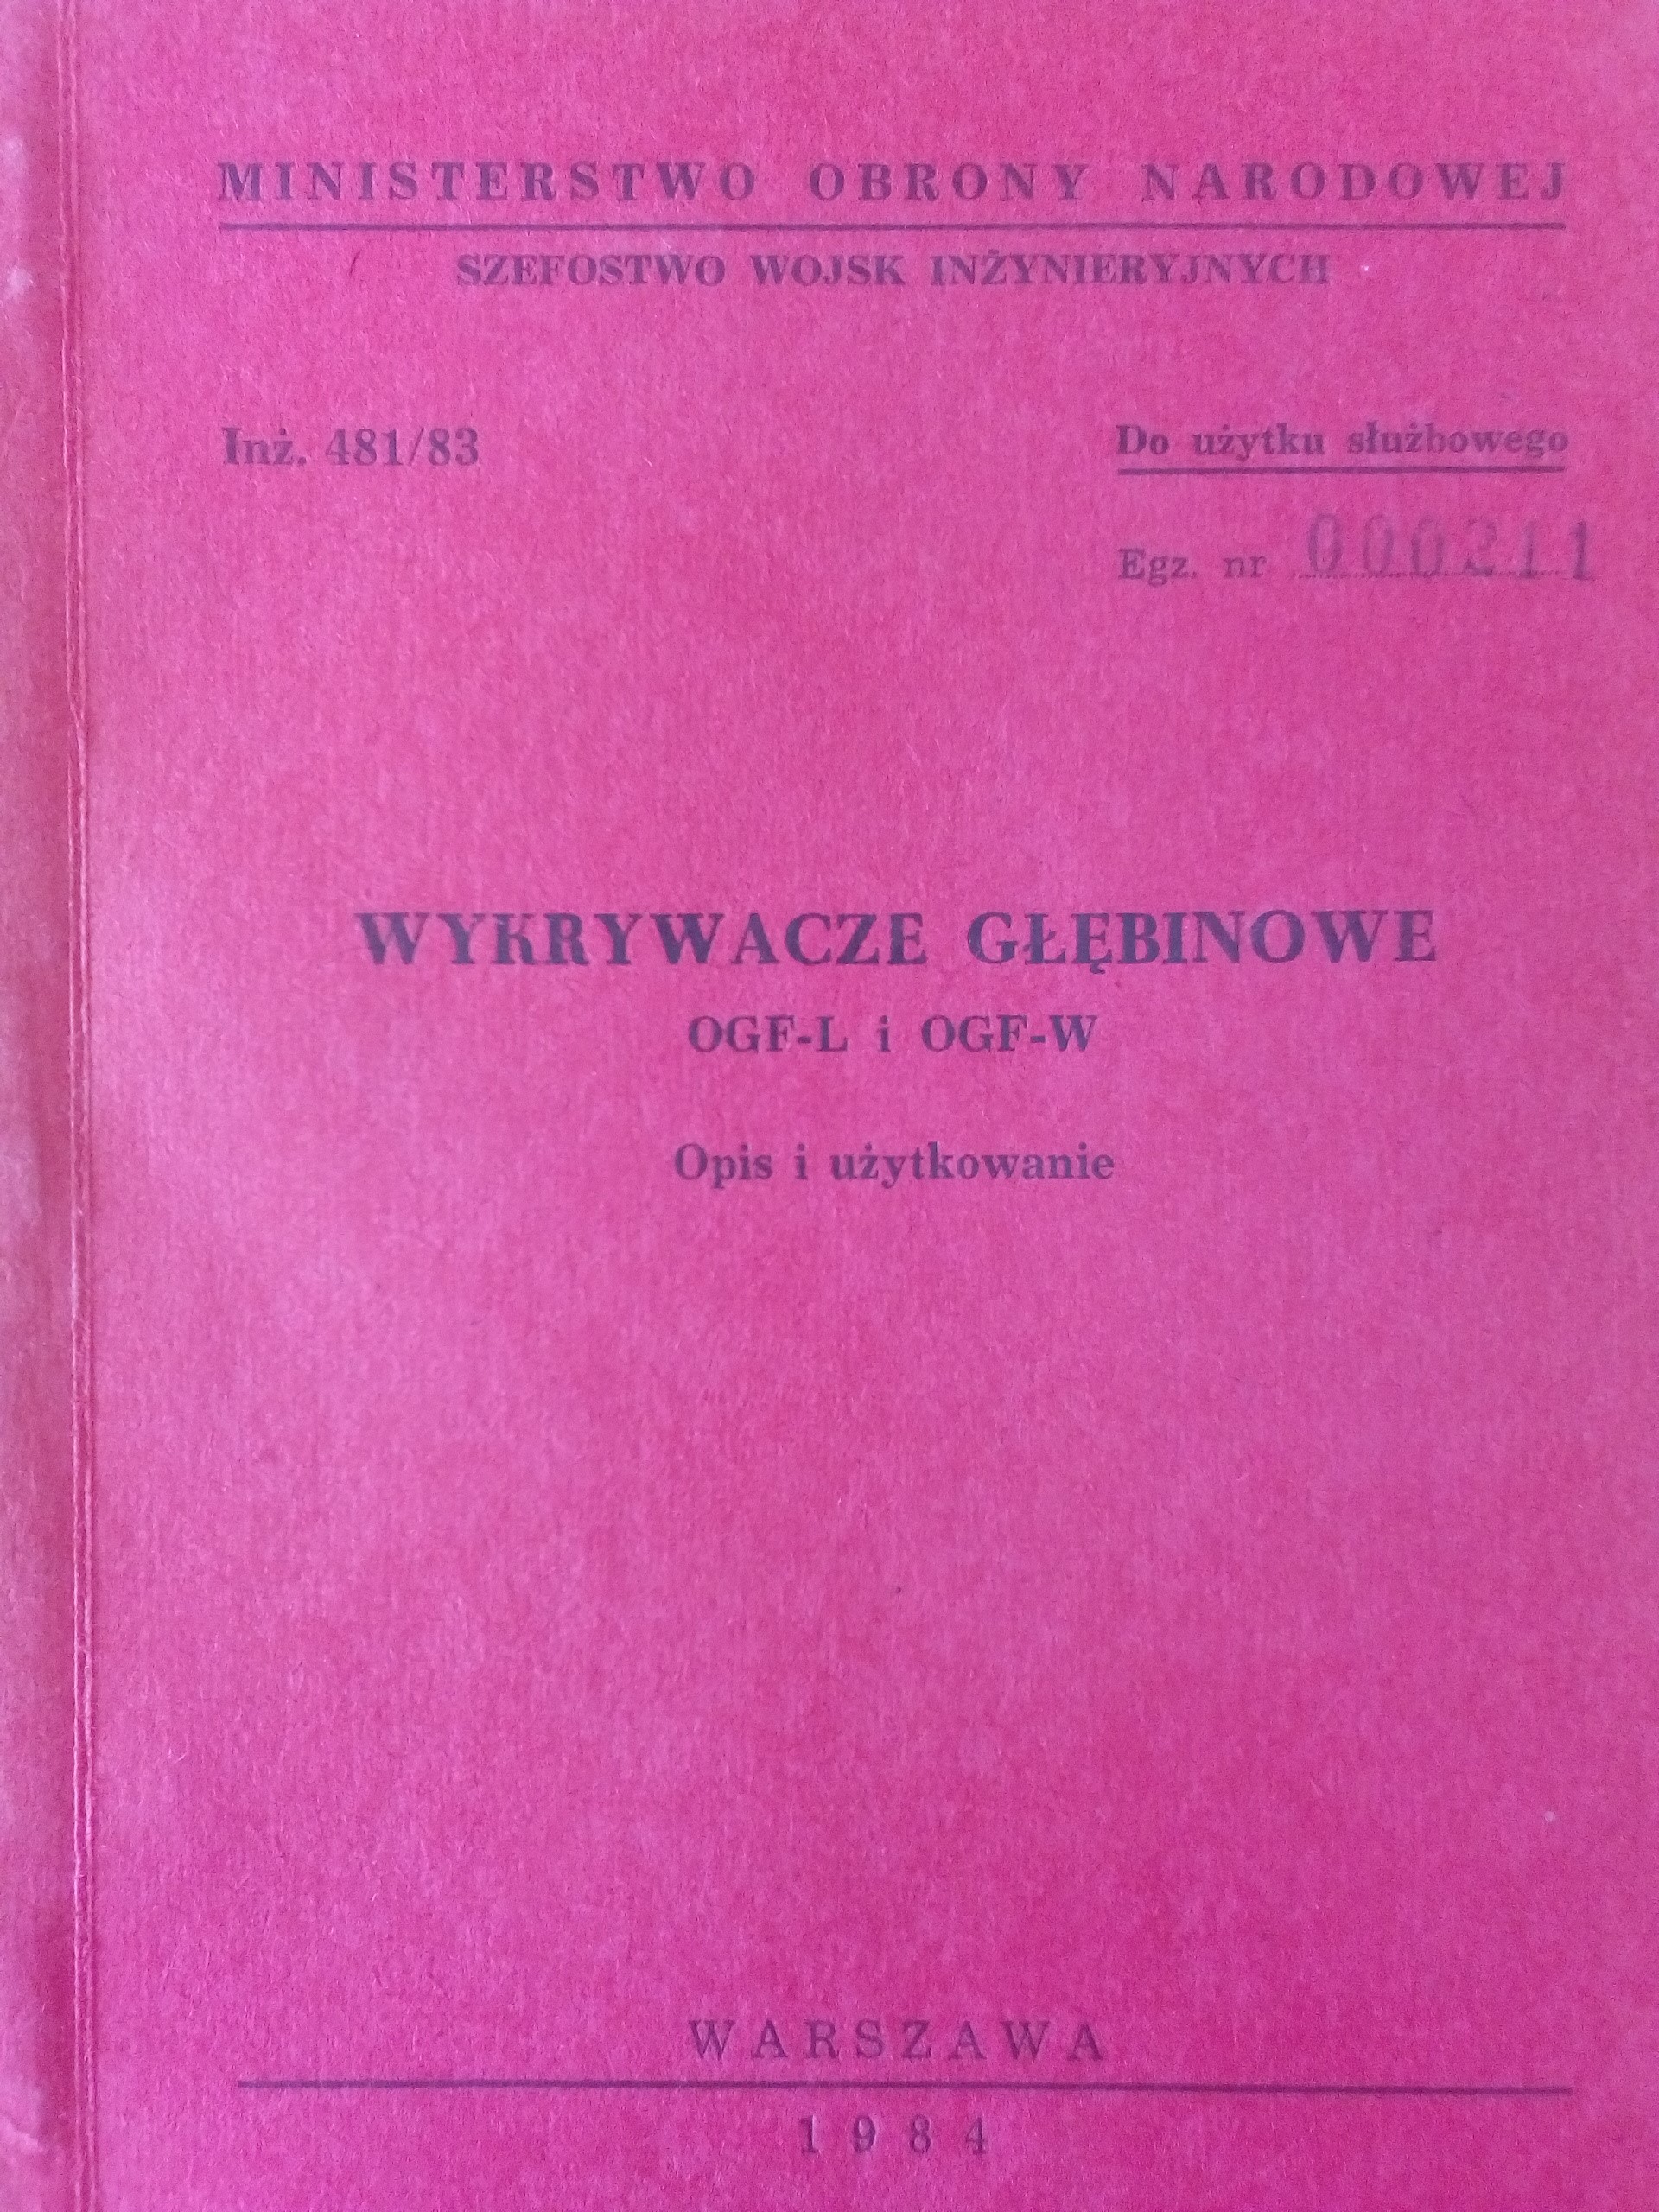 MINISTERSTWO OBRONY NARODOWEJ
SZEFOSTWO WOJSK INŻYNIERYJNYCH
Inż. 481/83
Do użytku służbowego
Egz. nr 000211
WYKRYWACZE GŁĘBINOWE
OGF-L i OGF-W
Opis i użytkowanie
WARSZAWA
1984